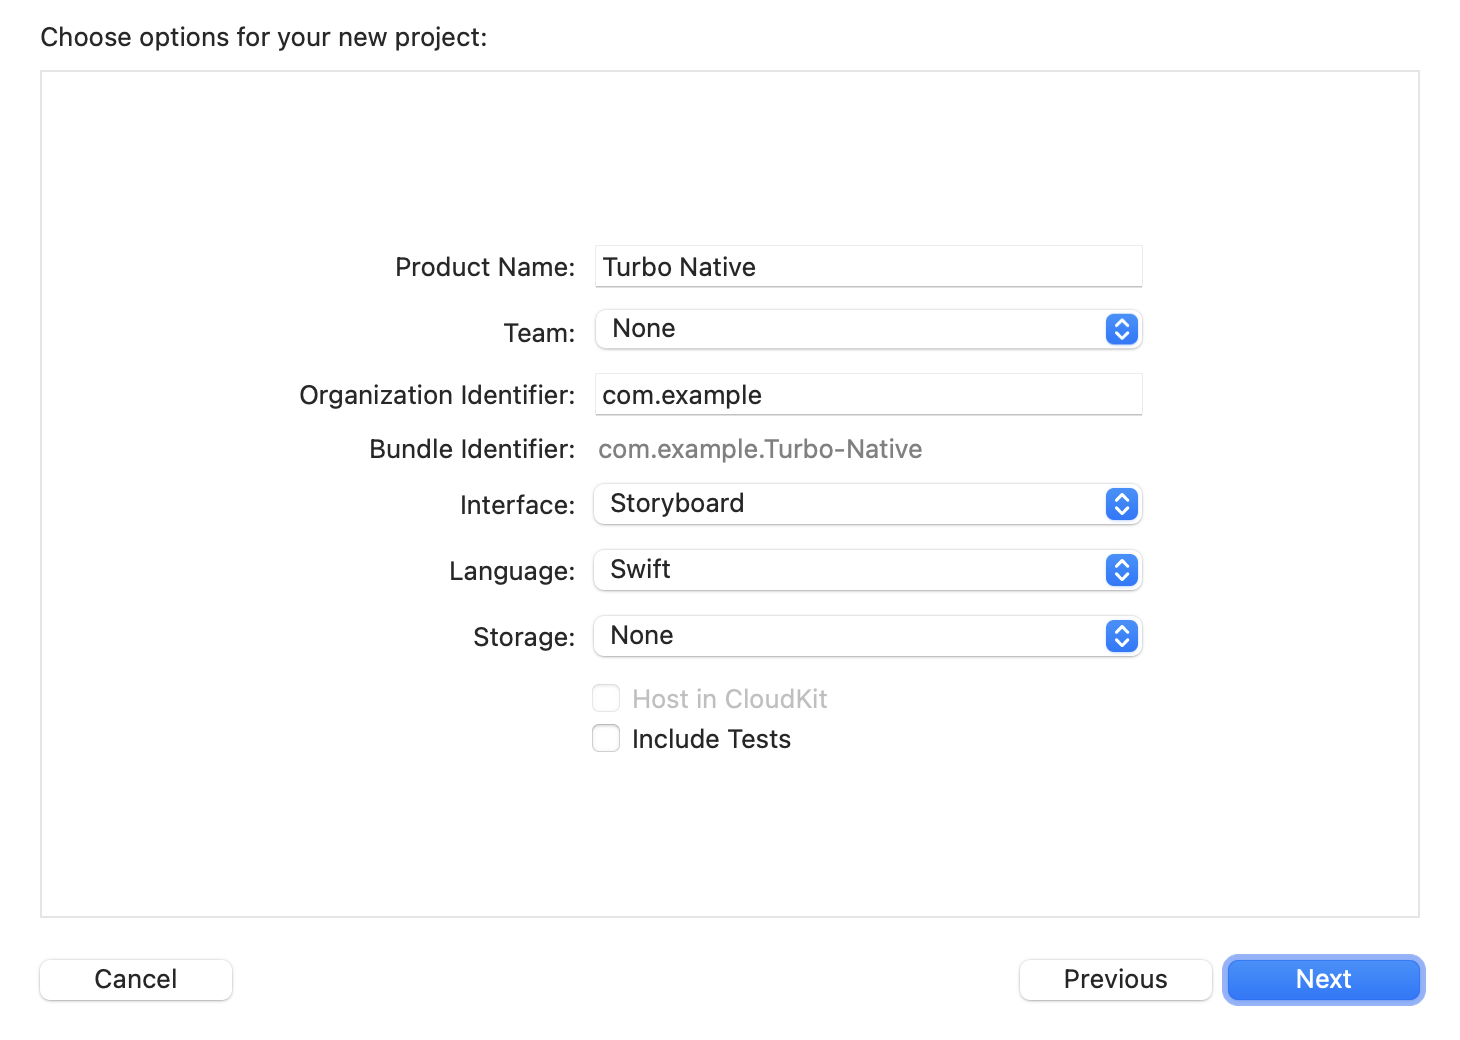 Choose options for your new project:
Product Name: Turbo Native
Team: None
Organization Identifier: com.example
Bundle Identifier: com.example.Turbo-Native
Interface: Storyboard
Language: Swift
Storage: None
Host in CloudKit
Include Tests
Cancel Previous Next